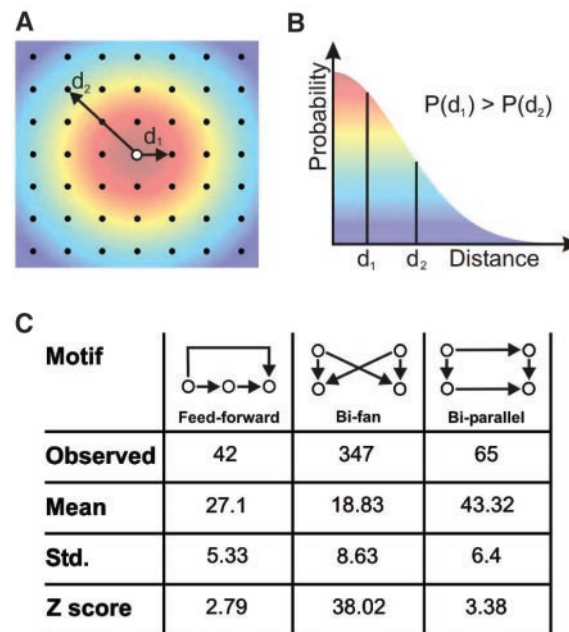 A
d2
d1
B
Probability
P(d1) > P(d2)
d1 d2 Distance
C
Motif
Feed-forward Bi-fan Bi-parallel
Observed 42 347 65
Mean 27.1 18.83 43.32
Std. 5.33 8.63 6.4
Z score 2.79 38.02 3.38